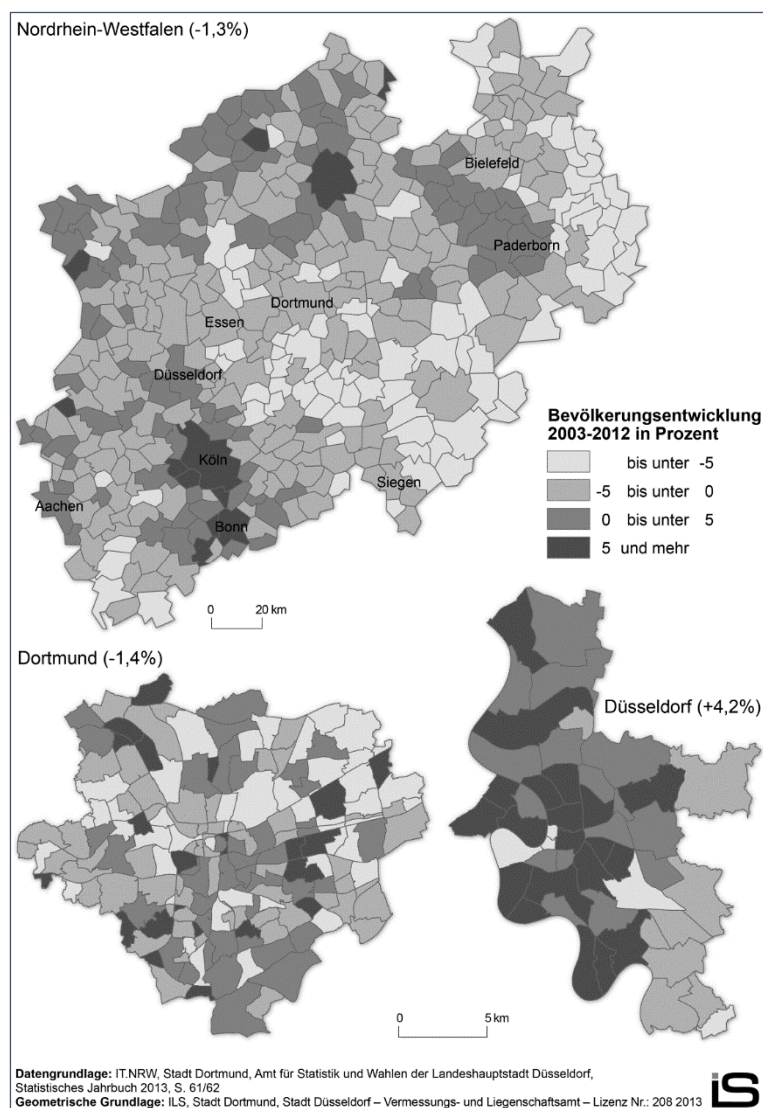 Nordrhein-Westfalen (-1,3%)
Bielefeld
Paderborn
Dortmund
Essen
Düsseldorf
Köln
Siegen
Aachen
Bonn
Bevölkerungsentwicklung
2003-2012 in Prozent
bis unter -5
-5 bis unter 0
0 bis unter 5
5 und mehr
0 20 km
Dortmund (-1,4%)
Düsseldorf (+4,2%)
0 5 km
Datengrundlage: IT.NRW, Stadt Dortmund, Amt für Statistik und Wahlen der Landeshauptstadt Düsseldorf,
Statistisches Jahrbuch 2013, S. 61/62
Geometrische Grundlage: ILS, Stadt Dortmund, Stadt Düsseldorf – Vermessungs- und Liegenschaftsamt – Lizenz Nr.: 208 2013
ils